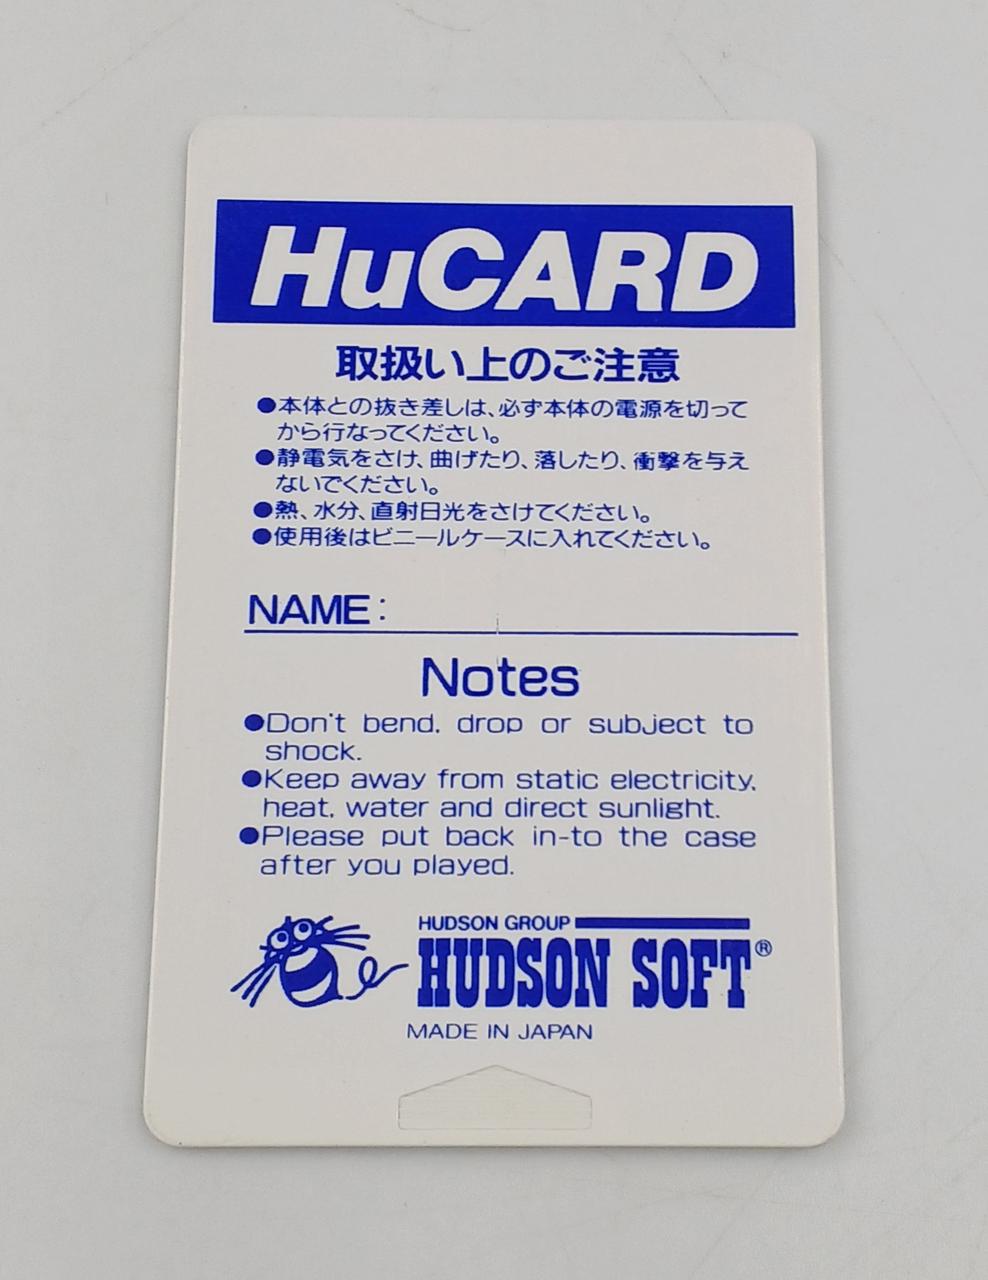 HuCARD
取扱い上のご注意
●本体との抜き差しは、必ず本体の電源を切って
から行なってください。
●静電気をさけ、曲げたり、落したり、衝撃を与え
ないでください。
●熱、水分、直射日光をさけてください。
●使用後はビニールケースに入れてください。
NAME:
Notes
●Don't bend, drop or subject to
shock.
●Keep away from static electricity,
heat, water and direct sunlight.
●Please put back in-to the case
after you played.
HUDSON GROUP
HUDSON SOFT®
MADE IN JAPAN